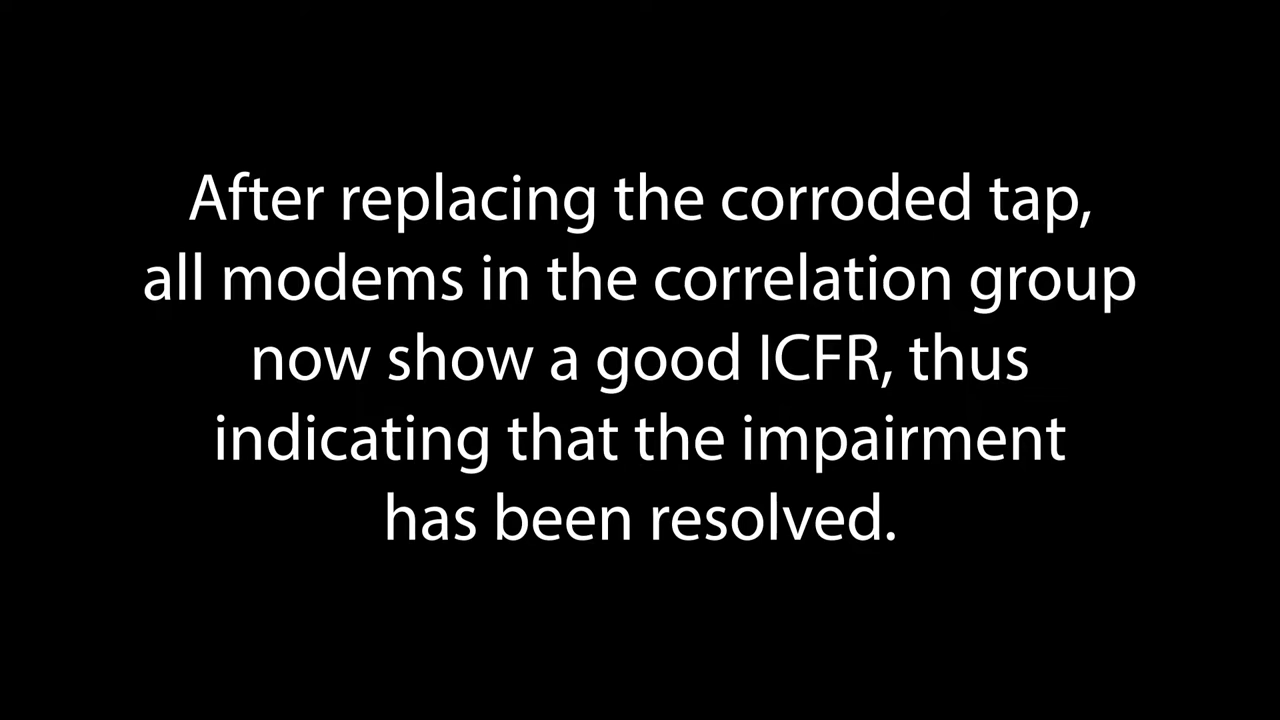 After replacing the corroded tap,
all modems in the correlation group
now show a good ICFR, thus
indicating that the impairment
has been resolved.